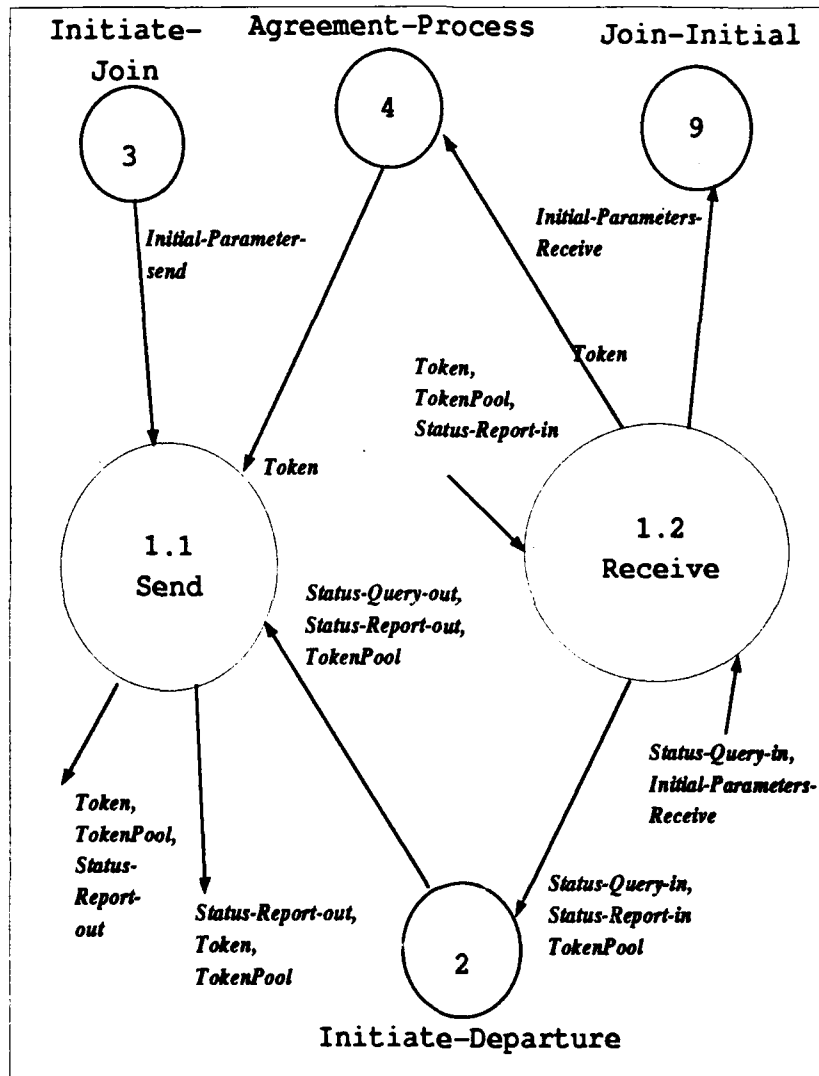 Initiate-
Join
Agreement-Process
Join-Initial
3
4
9
Initial-Parameter-
send
Initial-Parameters-
Receive
Token
Token,
TokenPool,
Status-Report-in
Token
1.1
Send
1.2
Receive
Status-Query-out,
Status-Report-out,
TokenPool
Status-Query-in,
Initial-Parameters-
Receive
Token,
TokenPool,
Status-
Report-
out
Status-Report-out,
Token,
TokenPool
Status-Query-in,
Status-Report-in
TokenPool
2
Initiate-Departure